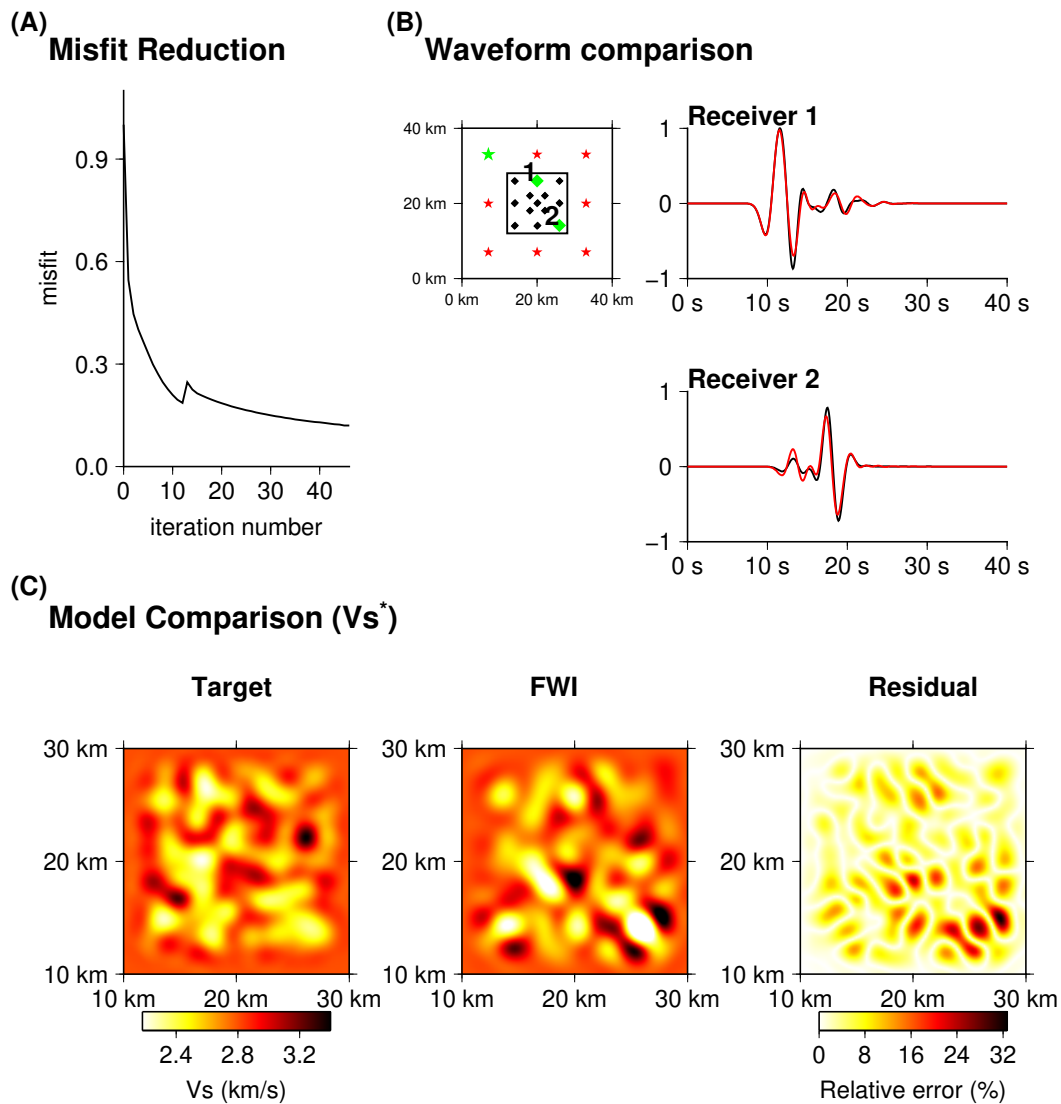 (A)
Misfit Reduction
0.9
0.6
0.3
0.0
misfit
0 10 20 30 40
iteration number
(B)
Waveform comparison
40 km
20 km
0 km
0 km 20 km 40 km
1
2
Receiver 1
1
0
−1
0 s 10 s 20 s 30 s 40 s
Receiver 2
1
0
−1
0 s 10 s 20 s 30 s 40 s
(C)
Model Comparison (Vs*)
Target
30 km
20 km
10 km
10 km 20 km 30 km
2.4 2.8 3.2
Vs (km/s)
FWI
30 km
20 km
10 km
10 km 20 km 30 km
Residual
30 km
20 km
10 km
10 km 20 km 30 km
0 8 16 24 32
Relative error (%)